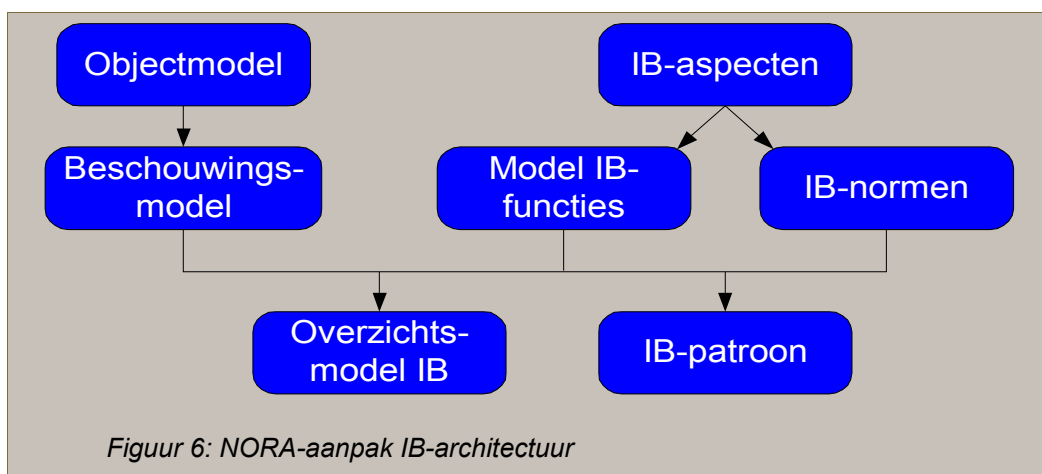 Objectmodel
IB-aspecten
Beschouwings-
model
Model IB-
functies
IB-normen
Overzichts-
model IB
IB-patroon
Figuur 6: NORA-aanpak IB-architectuur